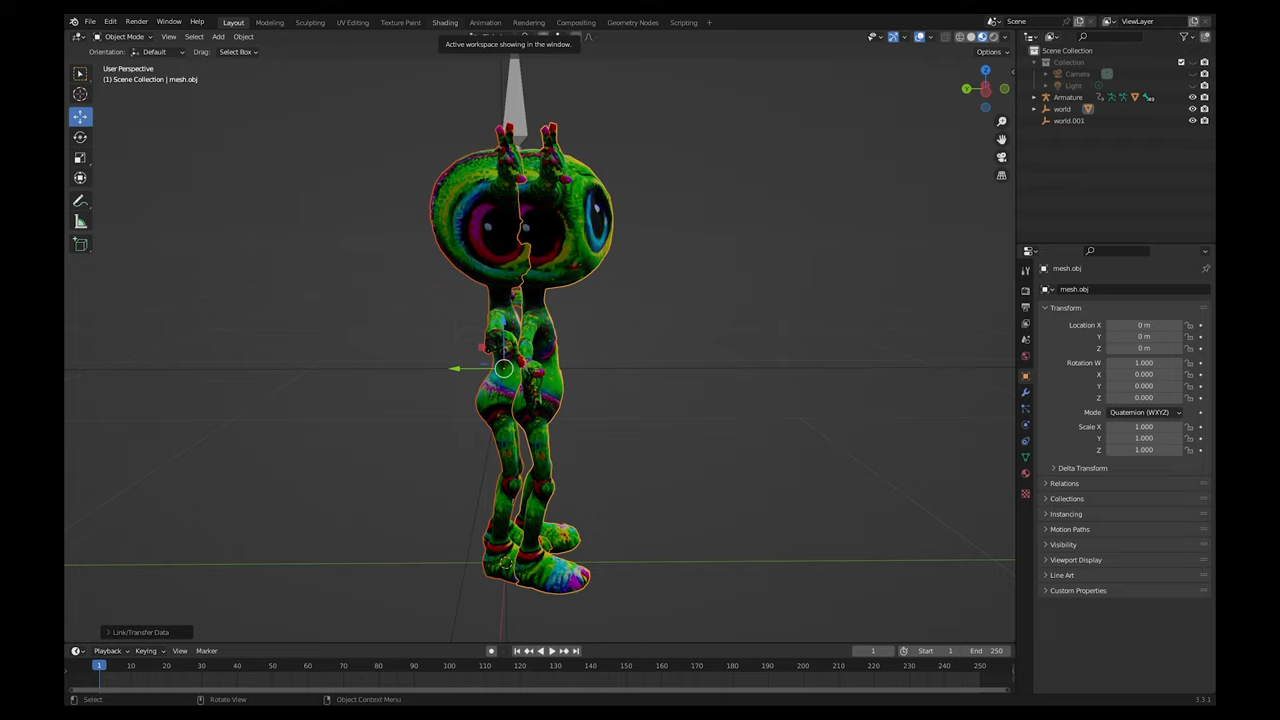 File Edit Render Window Help Layout Modeling Sculpting UV Editing Texture Paint Shading Animation Rendering Compositing Geometry Nodes Scripting + Scene ViewLayer
Object Mode View Select Add Object
Active workspace showing in the window.
Orientation: Default Drag: Select Box Options
User Perspective
(1) Scene Collection | mesh.obj
Z
Y
Scene Collection
Collection
Camera
Light
Armature
world
world.001
mesh.obj
mesh.obj
Transform
Location X 0 m
Y 0 m
Z 0 m
Rotation W 1.000
X 0.000
Y 0.000
Z 0.000
Mode Quaternion (WXYZ)
Scale X 1.000
Y 1.000
Z 1.000
Delta Transform
Relations
Collections
Instancing
Motion Paths
Visibility
Viewport Display
Line Art
Custom Properties
Link/Transfer Data
Playback Keying View Marker 1 Start 1 End 250
1 10 20 30 40 50 60 70 80 90 100 110 120 130 140 150 160 170 180 190 200 210 220 230 240 250
Select Rotate View Object Context Menu 3.3.1